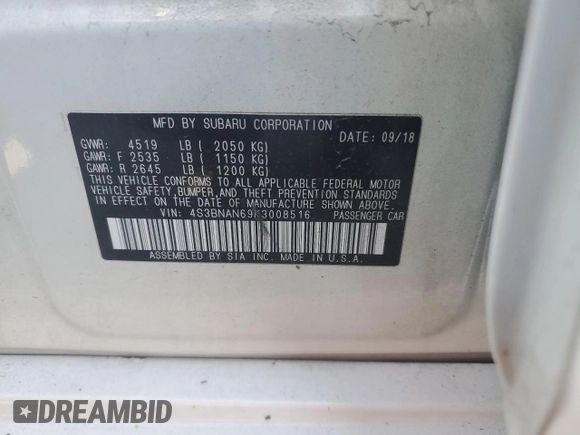 MFD BY SUBARU CORPORATION
DATE: 09/18
GVWR: 4519 LB ( 2050 KG)
GAWR: F 2535 LB ( 1150 KG)
GAWR: R 2645 LB ( 1200 KG)
THIS VEHICLE CONFORMS TO ALL APPLICABLE FEDERAL MOTOR
VEHICLE SAFETY, BUMPER, AND THEFT PREVENTION STANDARDS
IN EFFECT ON THE DATE OF MANUFACTURE SHOWN ABOVE.
VIN: PASSENGER CAR
ASSEMBLED BY SIA INC. MADE IN U.S.A.
DREAMBID